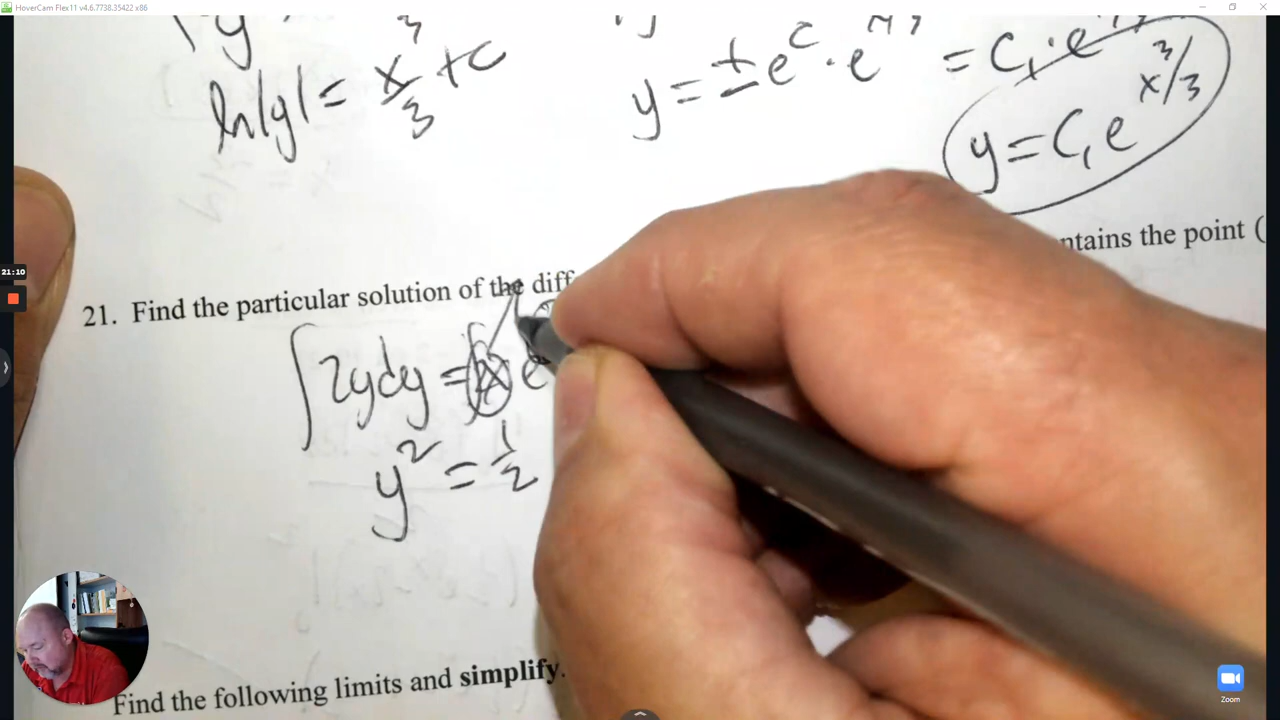 HoverCam Flex11 v4.6.7738.35422 x86
ln|y| = x/3 + C
y = ± e^C · e = C₁ · e
y = C₁ e^x³/3
21:10
21. Find the particular solution of the diff ntains the point (
∫ 2y dy = e
y² = 1/2
Find the following limits and simplify.
Zoom